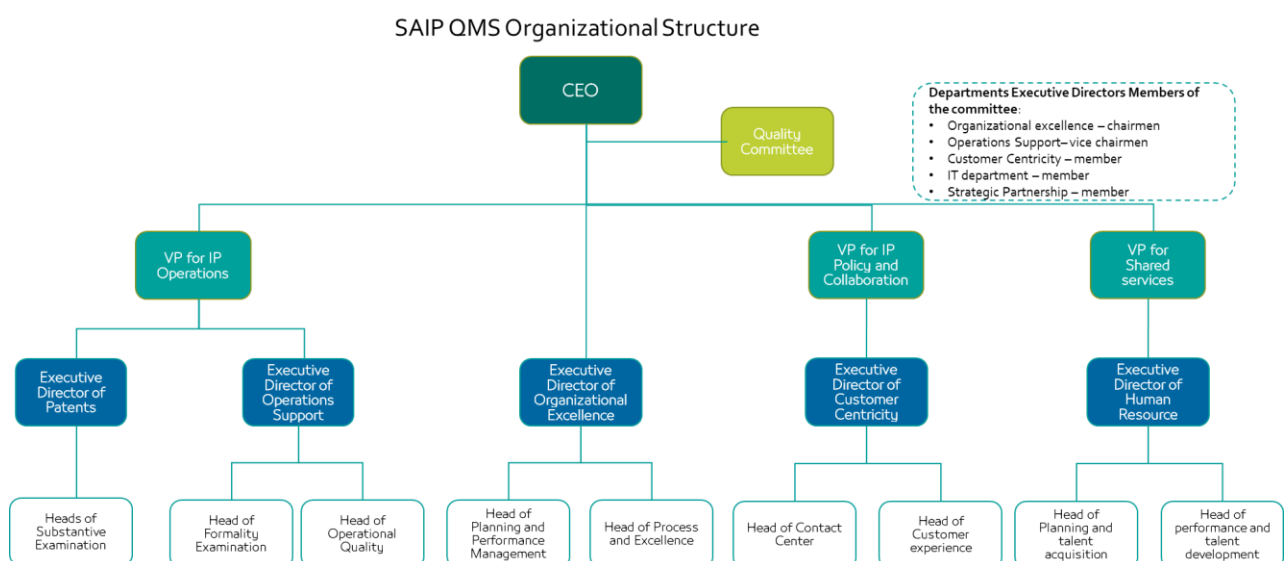 SAIP QMS Organizational Structure
CEO
Quality
Committee
Departments Executive Directors Members of
the committee:
• Organizational excellence – chairmen
• Operations Support– vice chairmen
• Customer Centricity – member
• IT department – member
• Strategic Partnership – member
VP for IP
Operations
VP for IP
Policy and
Collaboration
VP for
Shared
services
Executive
Director of
Patents
Executive
Director of
Operations
Support
Executive
Director of
Organizational
Excellence
Executive
Director of
Customer
Centricity
Executive
Director of
Human
Resource
Heads of
Substantive
Examination
Head of
Formality
Examination
Head of
Operational
Quality
Head of
Planning and
Performance
Management
Head of Process
and Excellence
Head of Contact
Center
Head of
Customer
experience
Head of
Planning and
talent
acquisition
Head of
performance and
talent
development